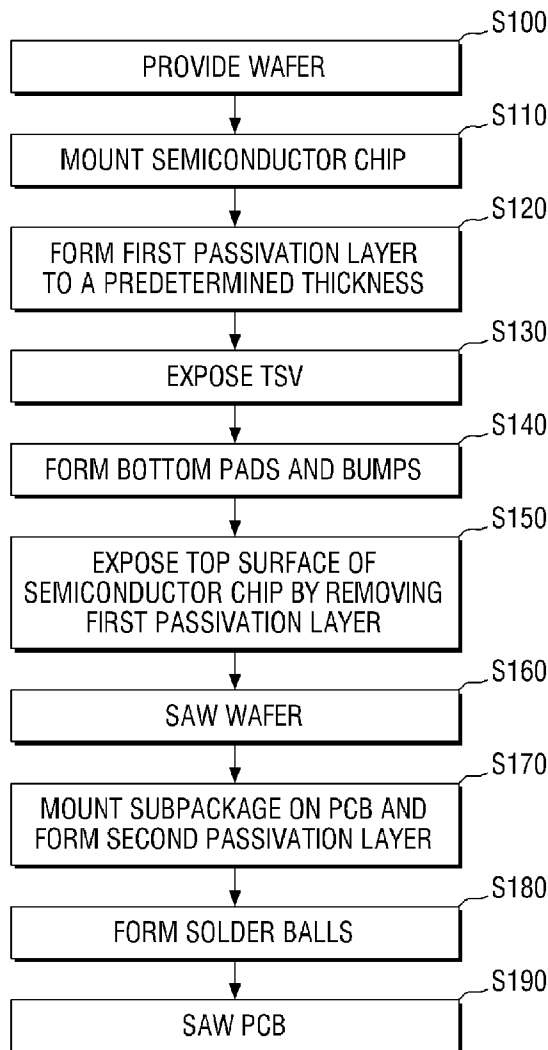 S100
PROVIDE WAFER
S110
MOUNT SEMICONDUCTOR CHIP
S120
FORM FIRST PASSIVATION LAYER
TO A PREDETERMINED THICKNESS
S130
EXPOSE TSV
S140
FORM BOTTOM PADS AND BUMPS
S150
EXPOSE TOP SURFACE OF
SEMICONDUCTOR CHIP BY REMOVING
FIRST PASSIVATION LAYER
S160
SAW WAFER
S170
MOUNT SUBPACKAGE ON PCB AND
FORM SECOND PASSIVATION LAYER
S180
FORM SOLDER BALLS
S190
SAW PCB